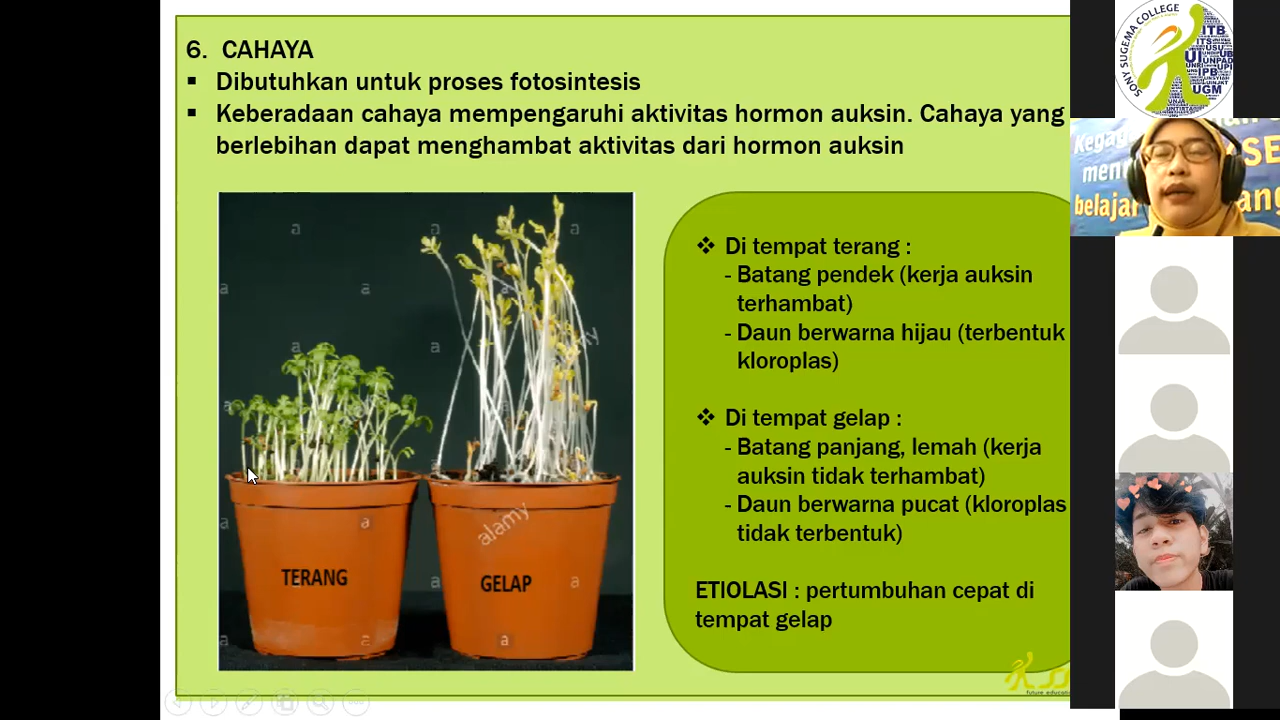 6. CAHAYA
▪ Dibutuhkan untuk proses fotosintesis
▪ Keberadaan cahaya mempengaruhi aktivitas hormon auksin. Cahaya yang
berlebihan dapat menghambat aktivitas dari hormon auksin
❖ Di tempat terang :
- Batang pendek (kerja auksin
terhambat)
- Daun berwarna hijau (terbentuk
kloroplas)
❖ Di tempat gelap :
- Batang panjang, lemah (kerja
auksin tidak terhambat)
- Daun berwarna pucat (kloroplas
tidak terbentuk)
ETIOLASI : pertumbuhan cepat di
tempat gelap
TERANG
GELAP
alamy
SONY SUGEMA COLLEGE
ITB
UI
IPB
UGM
UNPAD
UPI
belajar